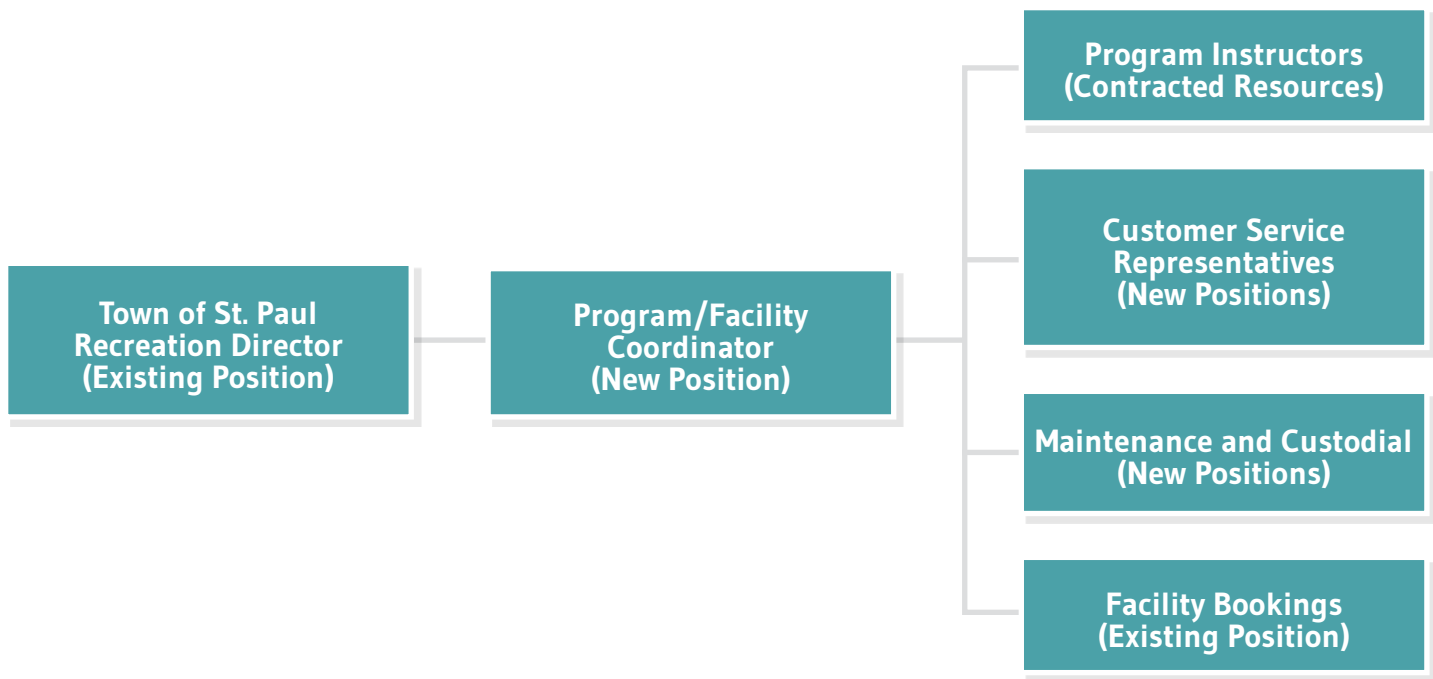 Town of St. Paul
Recreation Director
(Existing Position)
Program/Facility
Coordinator
(New Position)
Program Instructors
(Contracted Resources)
Customer Service
Representatives
(New Positions)
Maintenance and Custodial
(New Positions)
Facility Bookings
(Existing Position)